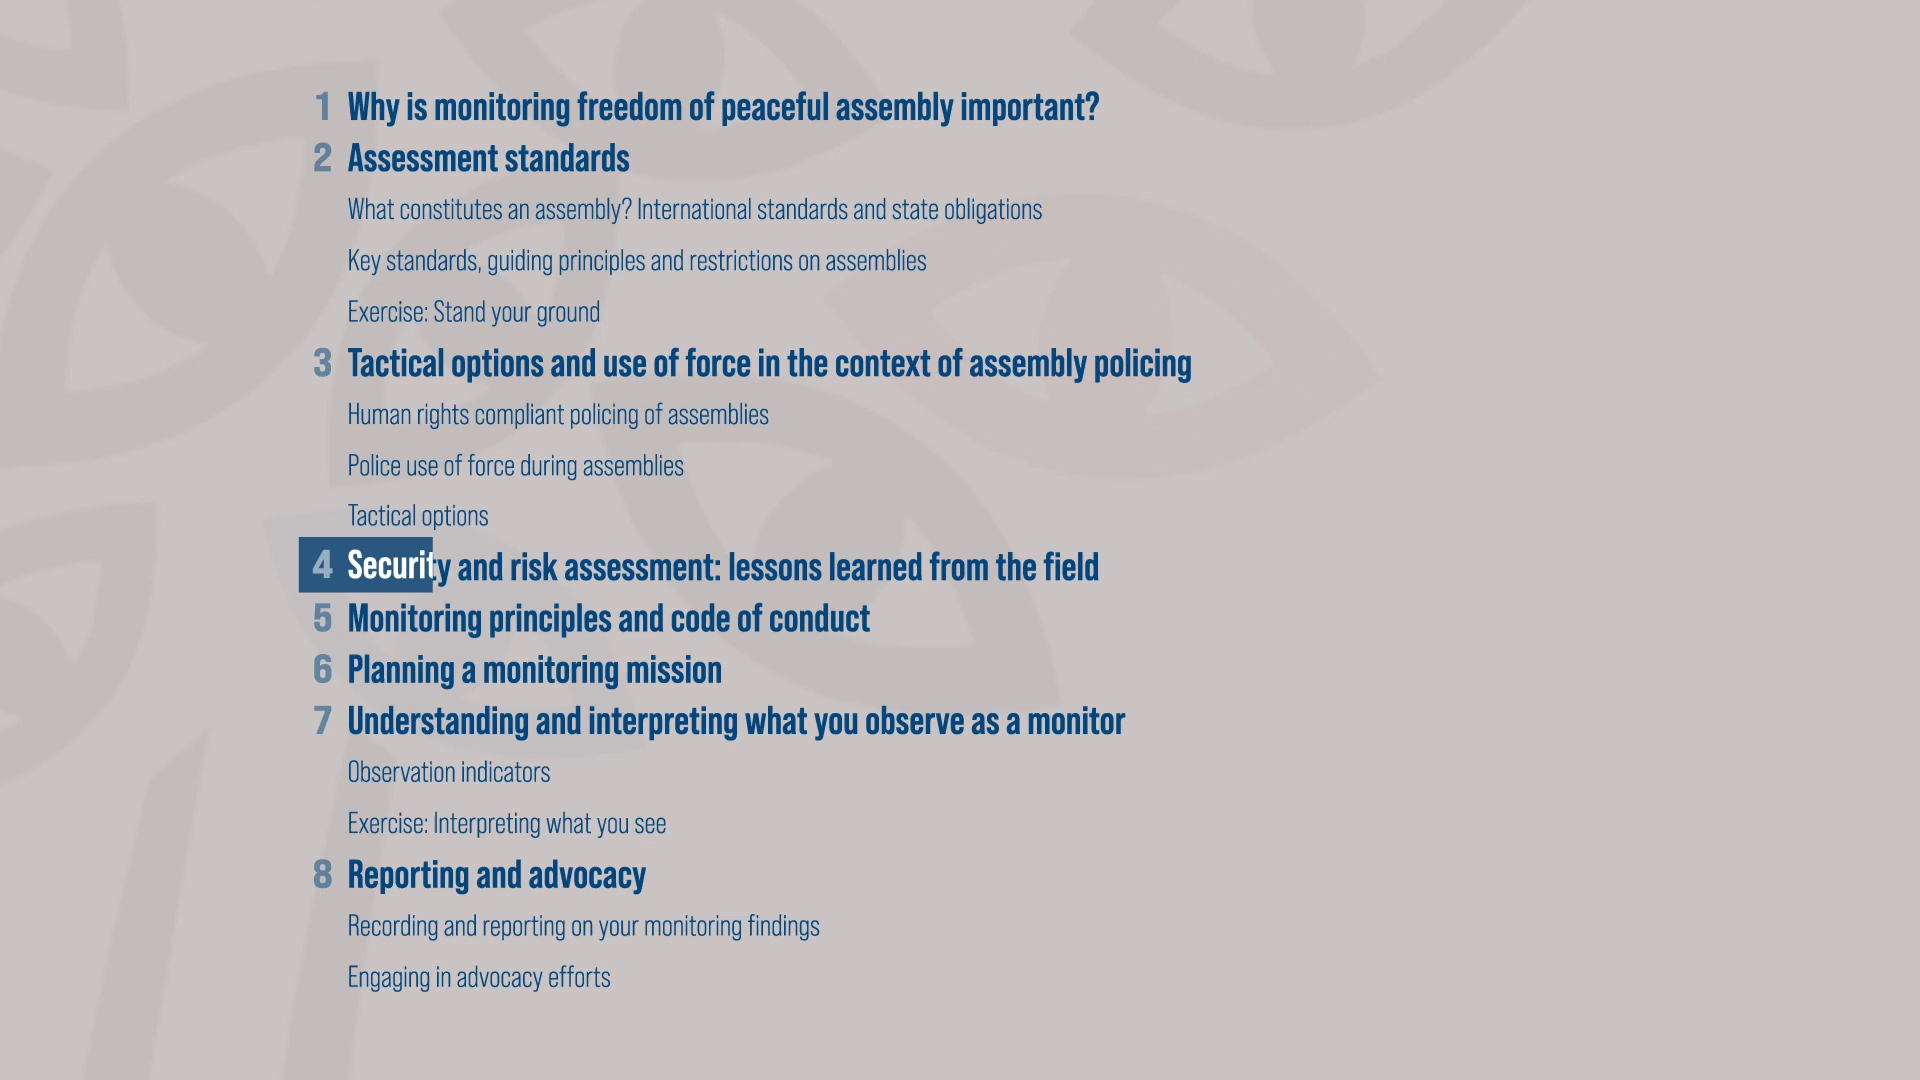 1 Why is monitoring freedom of peaceful assembly important?
2 Assessment standards
What constitutes an assembly? International standards and state obligations
Key standards, guiding principles and restrictions on assemblies
Exercise: Stand your ground
3 Tactical options and use of force in the context of assembly policing
Human rights compliant policing of assemblies
Police use of force during assemblies
Tactical options
4 Security and risk assessment: lessons learned from the field
5 Monitoring principles and code of conduct
6 Planning a monitoring mission
7 Understanding and interpreting what you observe as a monitor
Observation indicators
Exercise: Interpreting what you see
8 Reporting and advocacy
Recording and reporting on your monitoring findings
Engaging in advocacy efforts